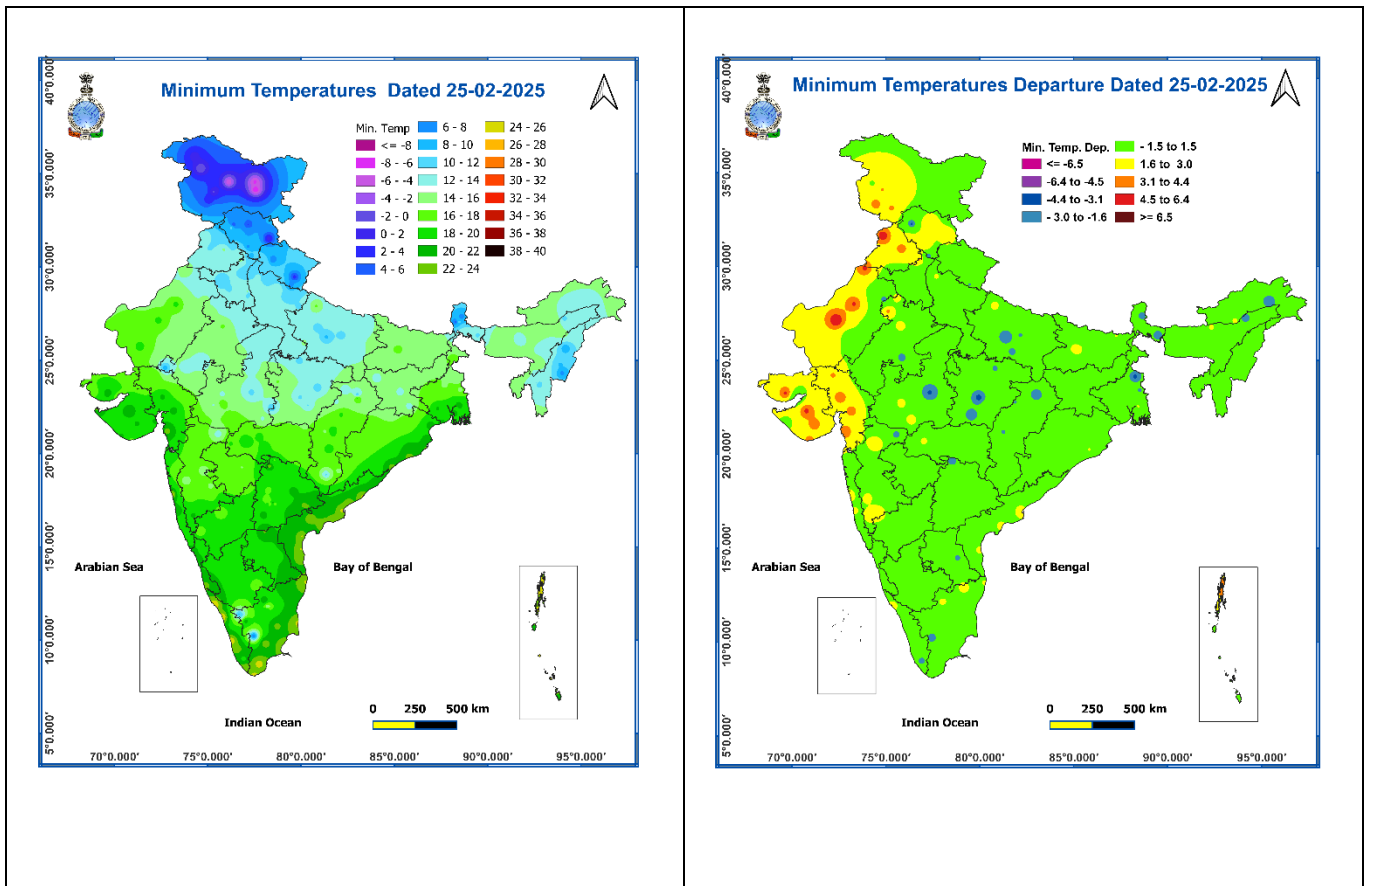 Minimum Temperatures Dated 25-02-2025
Min. Temp
<= -8
-8 - -6
-6 - -4
-4 - -2
-2 - 0
0 - 2
2 - 4
4 - 6
6 - 8
8 - 10
10 - 12
12 - 14
14 - 16
16 - 18
18 - 20
20 - 22
22 - 24
24 - 26
26 - 28
28 - 30
30 - 32
32 - 34
34 - 36
36 - 38
38 - 40
40°0.000'
35°0.000'
30°0.000'
25°0.000'
20°0.000'
15°0.000'
10°0.000'
5°0.000'
Arabian Sea
Bay of Bengal
Indian Ocean
0 250 500 km
70°0.000' 75°0.000' 80°0.000' 85°0.000' 90°0.000' 95°0.000'
Minimum Temperatures Departure Dated 25-02-2025
Min. Temp. Dep.
<= -6.5
-6.4 to -4.5
-4.4 to -3.1
- 3.0 to -1.6
- 1.5 to 1.5
1.6 to 3.0
3.1 to 4.4
4.5 to 6.4
>= 6.5
40°0.000'
35°0.000'
30°0.000'
25°0.000'
20°0.000'
15°0.000'
10°0.000'
5°0.000'
Arabian Sea
Bay of Bengal
Indian Ocean
0 250 500 km
70°0.000' 75°0.000' 80°0.000' 85°0.000' 90°0.000' 95°0.000'